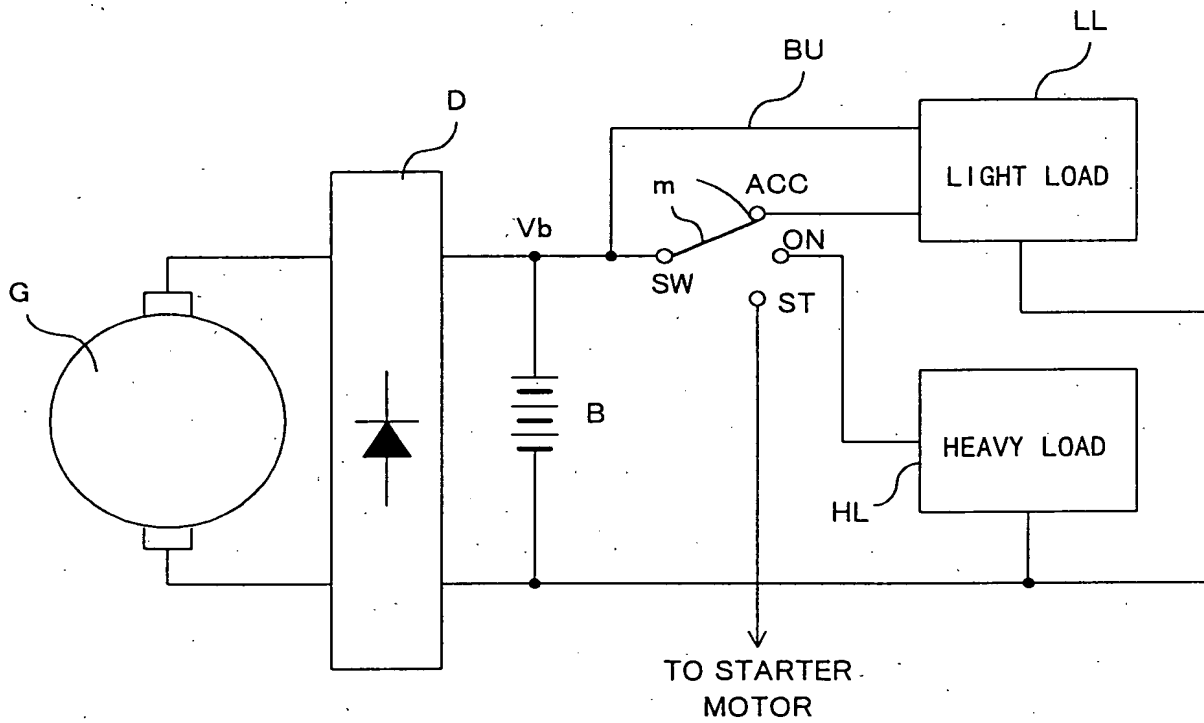 LL
BU
D
LIGHT LOAD
m
ACC
Vb
ON
SW
G
ST
B
HEAVY LOAD
HL
TO STARTER
MOTOR